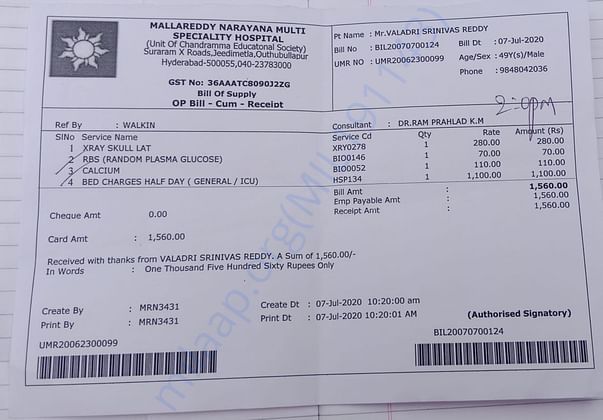 MALLAREDDY NARAYANA MULTI
SPECIALITY HOSPITAL
(Unit Of Chandramma Educatonal Society)
Suraram X Roads,Jeedimetla,Outhubullapur
Hyderabad-500055,040-23783000
GST No: 36AAATC8090J2ZG
Bill Of Supply
OP Bill - Cum - Receipt
Pt Name : Mr.VALADRI SRINIVAS REDDY
Bill No : BIL20070700124 Bill Dt : 07-Jul-2020
UMR NO : UMR20062300099 Age/Sex : 49Y(s)/Male
Phone : 9848042036
Ref By : WALKIN Consultant : DR.RAM PRAHLAD K.M
SlNo Service Name Service Cd Qty Rate Amount (Rs)
1 XRAY SKULL LAT XRY0278 1 280.00 280.00
2 RBS (RANDOM PLASMA GLUCOSE) BIO0146 1 70.00 70.00
3 CALCIUM BIO0052 1 110.00 110.00
4 BED CHARGES HALF DAY ( GENERAL / ICU) HSP134 1 1,100.00 1,100.00
Bill Amt : 1,560.00
Emp Payable Amt : 1,560.00
Receipt Amt : 1,560.00
Cheque Amt 0.00
Card Amt : 1,560.00
Received with thanks from VALADRI SRINIVAS REDDY. A Sum of 1,560.00/-
In Words : One Thousand Five Hundred Sixty Rupees Only
Create By : MRN3431 Create Dt : 07-Jul-2020 10:20:00 am
Print By : MRN3431 Print Dt : 07-Jul-2020 10:20:01 AM (Authorised Signatory)
UMR20062300099 BIL20070700124